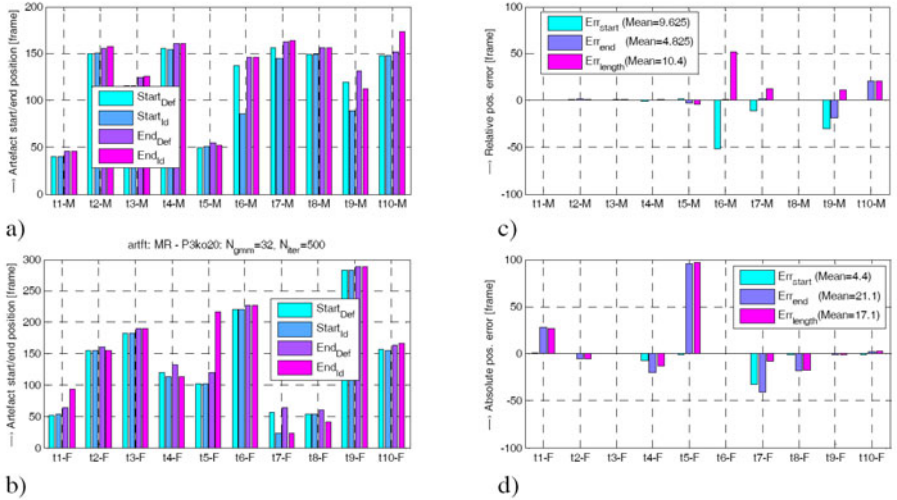 —› Artefact start/end position [frame]
200
150
100
50
0
Start_Def
Start_Id
End_Def
End_Id
t1-M t2-M t3-M t4-M t5-M t6-M t7-M t8-M t9-M t10-M
a)
—› Relative pos. error [frame]
100
50
0
-50
-100
Err_start (Mean=9.625)
Err_end (Mean=4.825)
Err_length (Mean=10.4)
t1-M t2-M t3-M t4-M t5-M t6-M t7-M t8-M t9-M t10-M
c)
artft: MR - P3ko20: N_gmm=32, N_iter=500
—› Artefact start/end position [frame]
300
250
200
150
100
50
0
Start_Def
Start_Id
End_Def
End_Id
t1-F t2-F t3-F t4-F t5-F t6-F t7-F t8-F t9-F t10-F
b)
—› Absolute pos. error [frame]
100
50
0
-50
-100
Err_start (Mean=4.4)
Err_end (Mean=21.1)
Err_length (Mean=17.1)
t1-F t2-F t3-F t4-F t5-F t6-F t7-F t8-F t9-F t10-F
d)